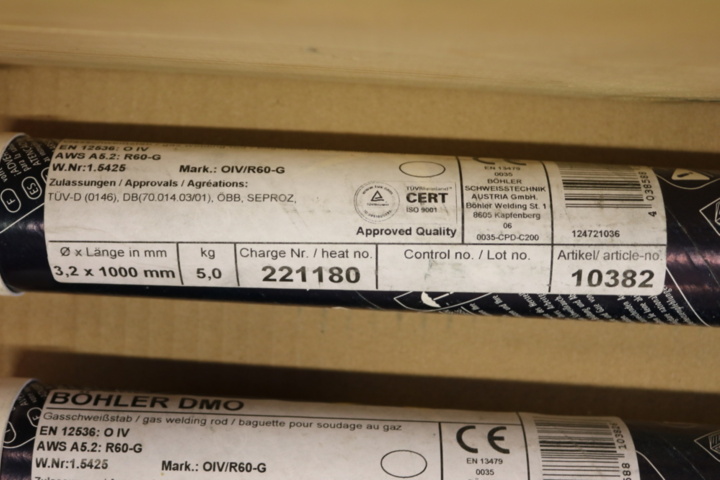 EN 12536: O IV
AWS A5.2: R60-G
W.Nr:1.5425 Mark.: OIV/R60-G
Zulassungen / Approvals / Agréations:
TÜV-D (0146), DB(70.014.03/01), ÖBB, SEPROZ,
CERT
ISO 9001
Approved Quality
CE
EN 13479
0035
BÖHLER
SCHWEISSTECHNIK
AUSTRIA GmbH.
Böhler Welding St. 1
8605 Kapfenberg
06
0035-CPD-C200
124721036
Ø x Länge in mm
3,2 x 1000 mm
kg
5,0
Charge Nr. / heat no.
221180
Control no. / Lot no.
Artikel/ article-no.
10382
BÖHLER DMO
Gasschweißstab / gas welding rod / baguette pour soudage au gaz
EN 12536: O IV
AWS A5.2: R60-G
W.Nr:1.5425 Mark.: OIV/R60-G
CE
EN 13479
0035